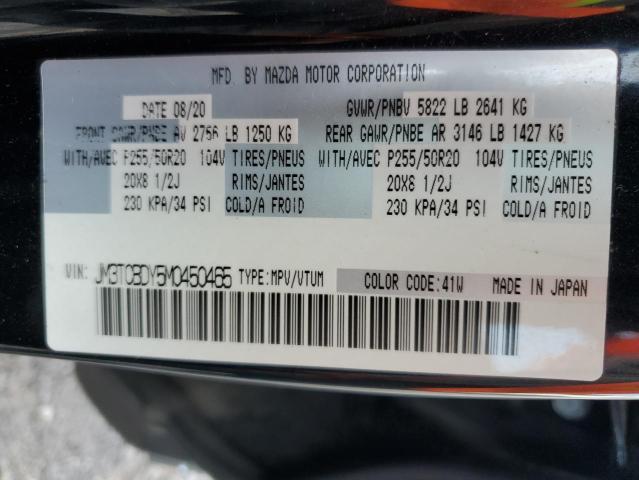 MFD. BY MAZDA MOTOR CORPORATION
DATE 08/20 GVWR/PNBV 5822 LB 2641 KG
FRONT GAWR/PNBE AV 2756 LB 1250 KG REAR GAWR/PNBE AR 3146 LB 1427 KG
WITH/AVEC P255/50R20 104V TIRES/PNEUS WITH/AVEC P255/50R20 104V TIRES/PNEUS
20X8 1/2J RIMS/JANTES 20X8 1/2J RIMS/JANTES
230 KPA/34 PSI COLD/A FROID 230 KPA/34 PSI COLD/A FROID
VIN: JM3TCBDY5M0450465 TYPE:MPV/VTUM COLOR CODE:41W MADE IN JAPAN